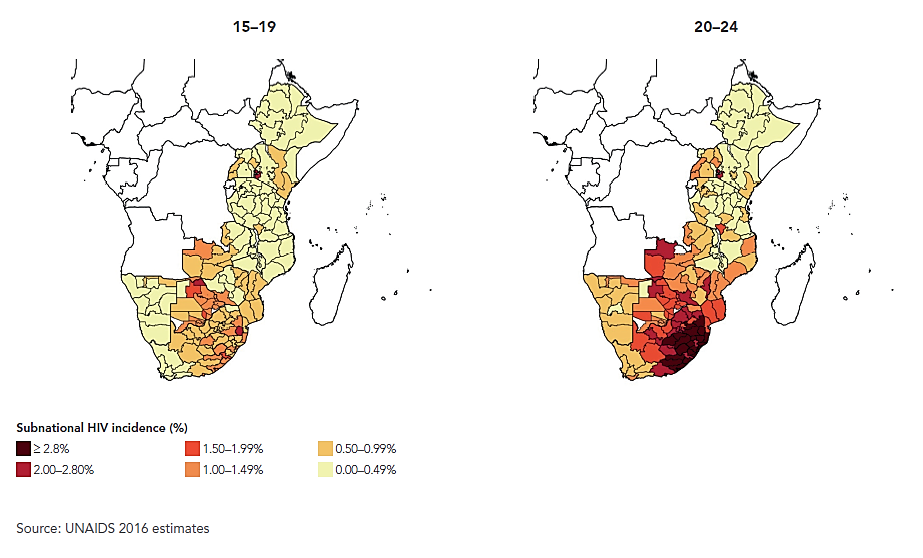 15–19 20–24
Subnational HIV incidence (%)
≥ 2.8% 1.50–1.99% 0.50–0.99%
2.00–2.80% 1.00–1.49% 0.00–0.49%
Source: UNAIDS 2016 estimates